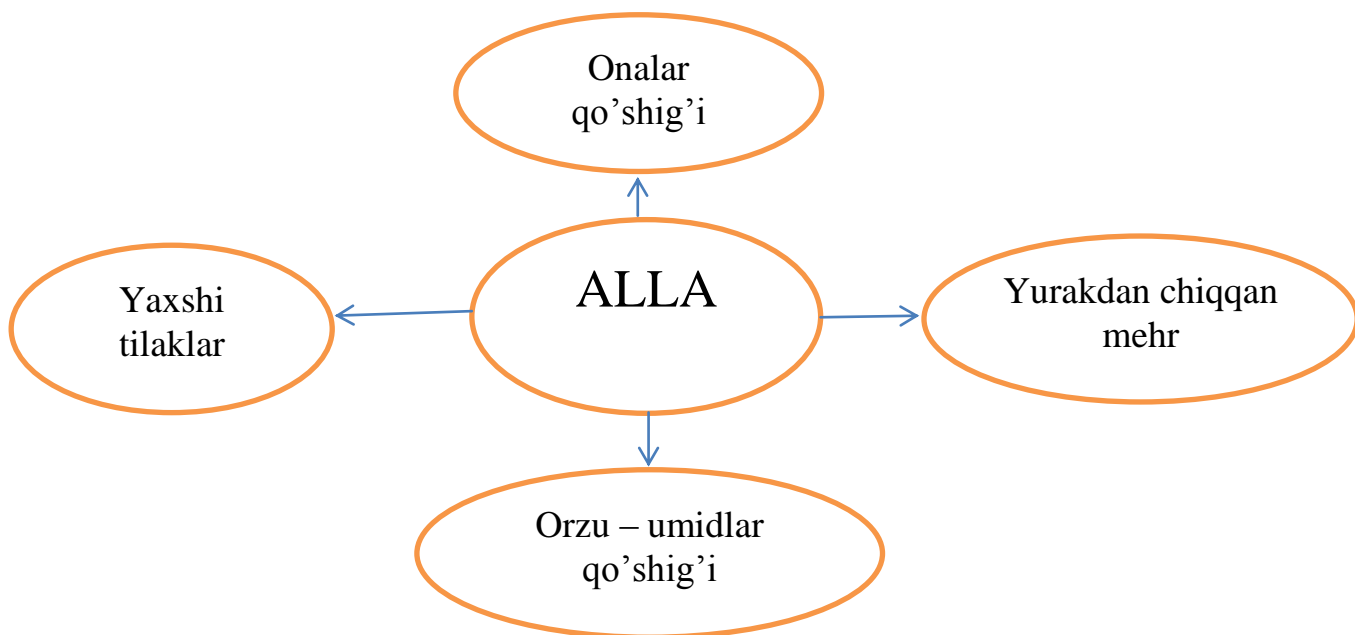 Onalar
qo’shig’i
ALLA
Yaxshi
tilaklar
Yurakdan chiqqan
mehr
Orzu – umidlar
qo’shig’i